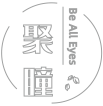 聚瞳
Be All Eyes